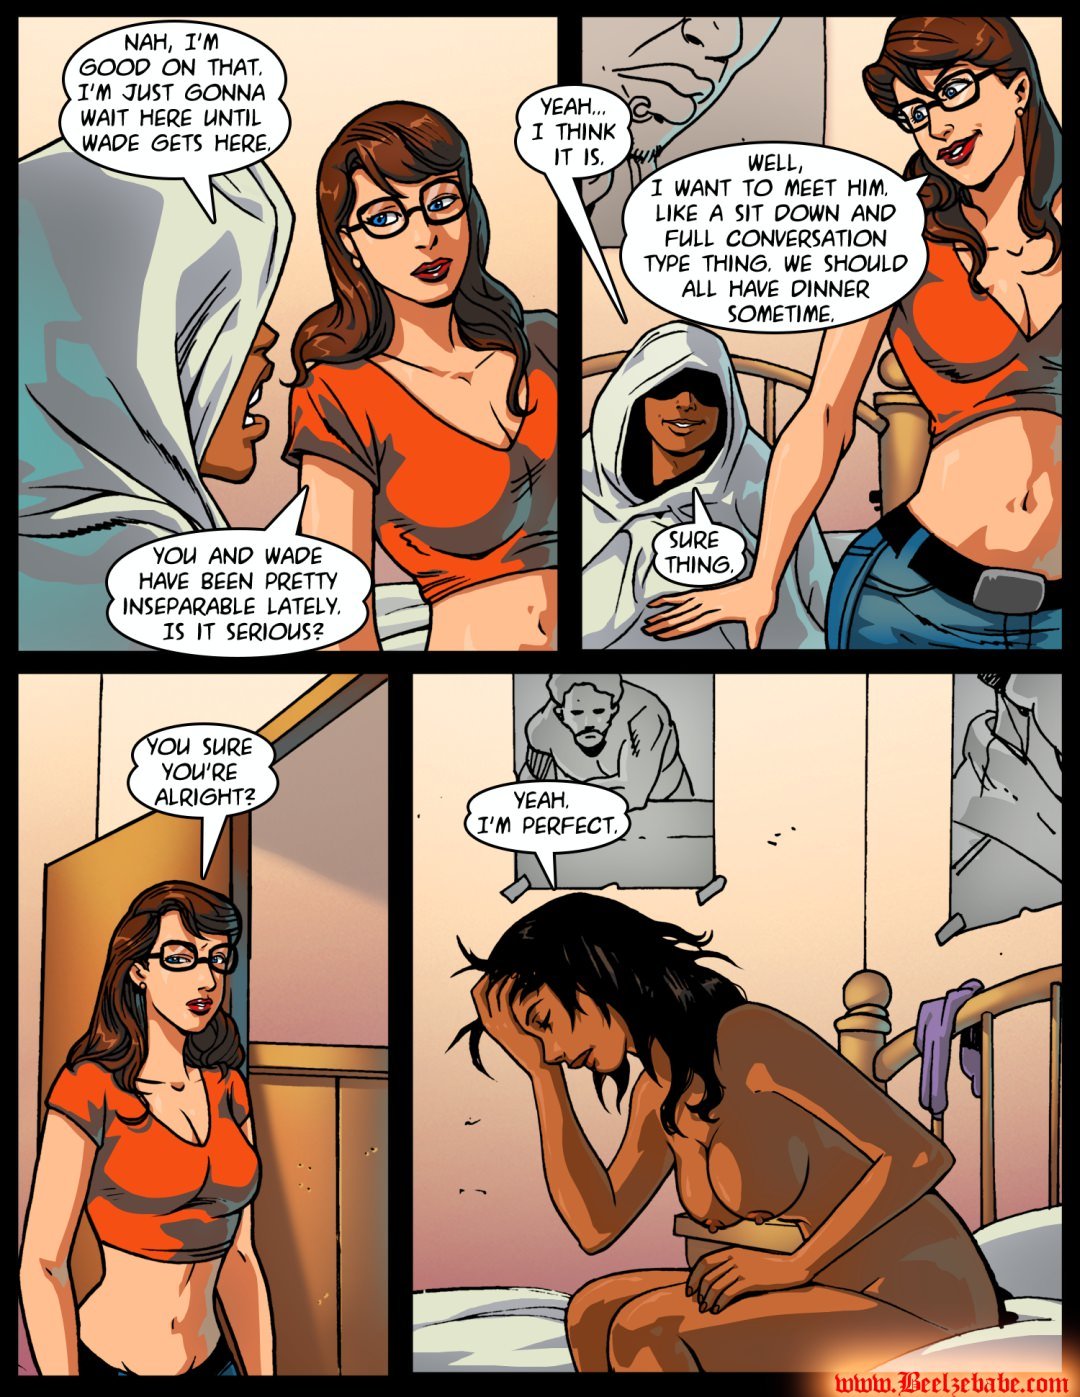 NAH, I'M
GOOD ON THAT.
I'M JUST GONNA
WAIT HERE UNTIL
WADE GETS HERE.
YOU AND WADE
HAVE BEEN PRETTY
INSEPARABLE LATELY.
IS IT SERIOUS?
YEAH...
I THINK
IT IS.
WELL,
I WANT TO MEET HIM.
LIKE A SIT DOWN AND
FULL CONVERSATION
TYPE THING. WE SHOULD
ALL HAVE DINNER
SOMETIME.
SURE
THING.
YOU SURE
YOU'RE
ALRIGHT?
YEAH.
I'M PERFECT.
www.Beelzebabe.com